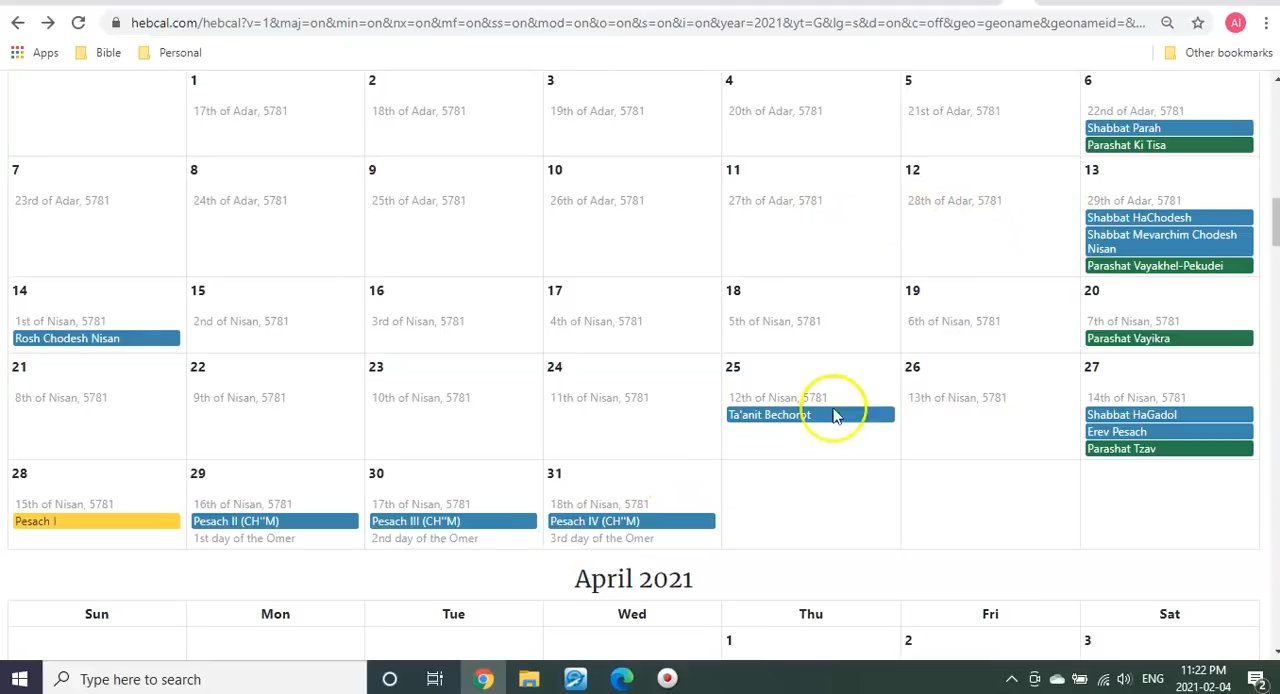 hebcal.com/hebcal?v=1&maj=on&min=on&nx=on&mf=on&ss=on&mod=on&o=on&s=on&i=on&year=2021&yt=G&lg=s&d=on&c=off&geo=geoname&geonameid=&...
AI
Apps
Bible
Personal
Other bookmarks
1
2
3
4
5
6
17th of Adar, 5781
18th of Adar, 5781
19th of Adar, 5781
20th of Adar, 5781
21st of Adar, 5781
22nd of Adar, 5781
Shabbat Parah
Parashat Ki Tisa
7
8
9
10
11
12
13
23rd of Adar, 5781
24th of Adar, 5781
25th of Adar, 5781
26th of Adar, 5781
27th of Adar, 5781
28th of Adar, 5781
29th of Adar, 5781
Shabbat HaChodesh
Shabbat Mevarchim Chodesh
Nisan
Parashat Vayakhel-Pekudei
14
15
16
17
18
19
20
1st of Nisan, 5781
2nd of Nisan, 5781
3rd of Nisan, 5781
4th of Nisan, 5781
5th of Nisan, 5781
6th of Nisan, 5781
7th of Nisan, 5781
Rosh Chodesh Nisan
Parashat Vayikra
21
22
23
24
25
26
27
8th of Nisan, 5781
9th of Nisan, 5781
10th of Nisan, 5781
11th of Nisan, 5781
12th of Nisan, 5781
13th of Nisan, 5781
14th of Nisan, 5781
Ta'anit Bechorot
Shabbat HaGadol
Erev Pesach
Parashat Tzav
28
29
30
31
15th of Nisan, 5781
16th of Nisan, 5781
17th of Nisan, 5781
18th of Nisan, 5781
Pesach I
Pesach II (CH''M)
Pesach III (CH''M)
Pesach IV (CH''M)
1st day of the Omer
2nd day of the Omer
3rd day of the Omer
April 2021
Sun
Mon
Tue
Wed
Thu
Fri
Sat
1
2
3
Type here to search
ENG
11:22 PM
2021-02-04
2